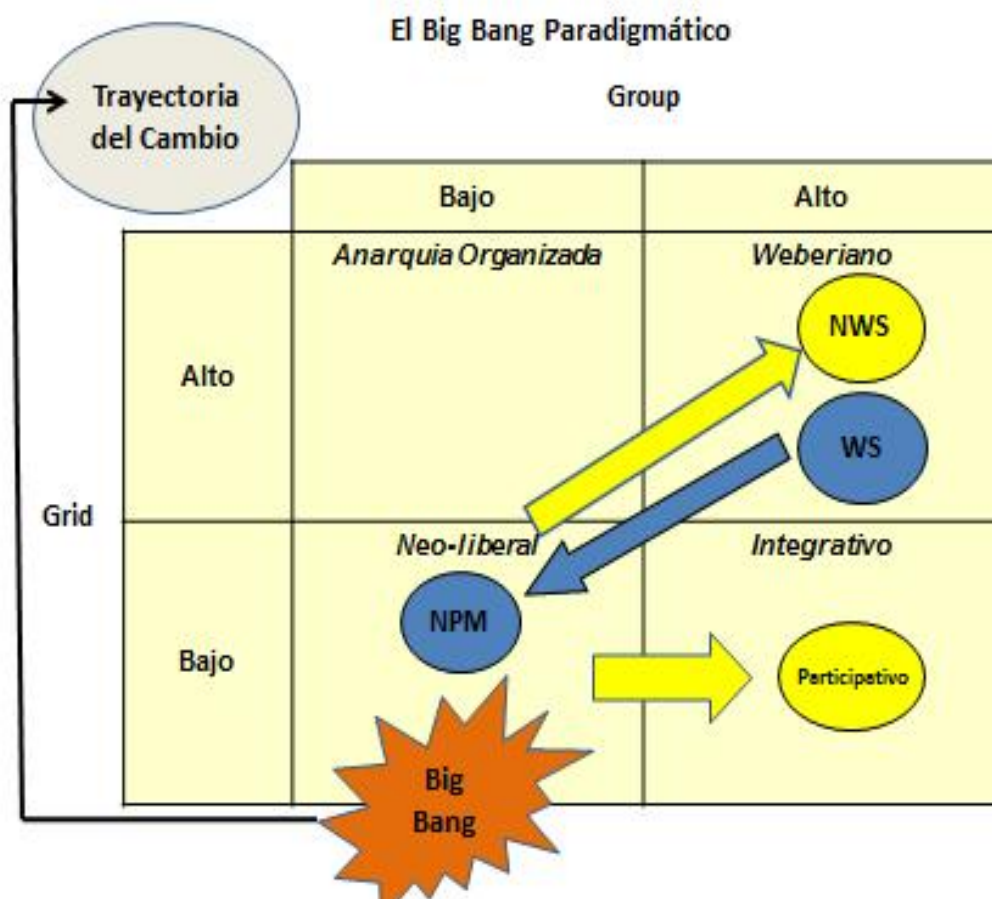 El Big Bang Paradigmático
Trayectoria
del Cambio
Group
Bajo
Alto
Anarquia Organizada
Weberiano
NWS
Alto
WS
Grid
Neo-liberal
Integrativo
NPM
Bajo
Participativo
Big
Bang